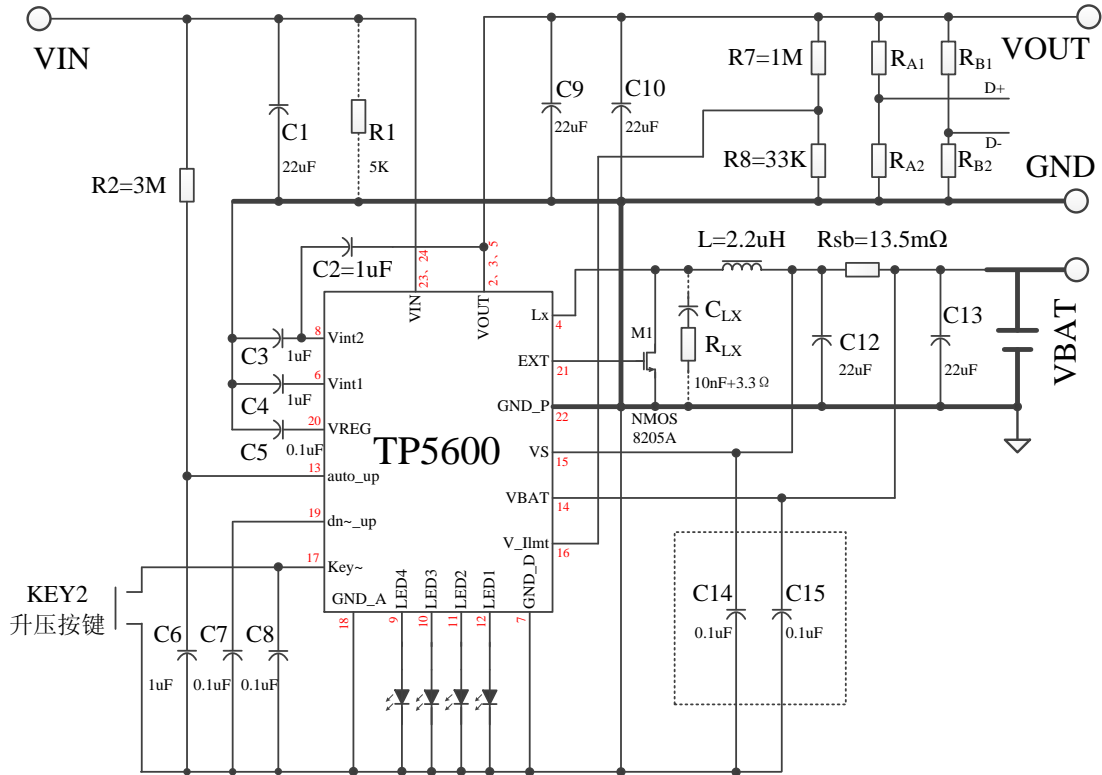 VIN
VOUT
GND
VBAT
C1
22uF
R1
5K
R2=3M
C9
22uF
C10
22uF
R7=1M
R8=33K
RA1
RA2
RB1
RB2
D+
D-
C2=1uF
23、24
2、3、5
VIN
VOUT
L=2.2uH
Rsb=13.5mΩ
C3
1uF
8
Vint2
C4
1uF
6
Vint1
C5
0.1uF
20
VREG
TP5600
13
auto_up
19
dn~_up
17
Key~
Lx
4
EXT
21
GND_P
22
VS
15
VBAT
14
V_Ilmt
16
GND_A
18
LED4
9
LED3
10
LED2
11
LED1
12
GND_D
7
M1
NMOS
8205A
CLX
RLX
10nF+3.3Ω
C12
22uF
C13
22uF
KEY2
升压按键
C6
1uF
C7
0.1uF
C8
0.1uF
C14
0.1uF
C15
0.1uF